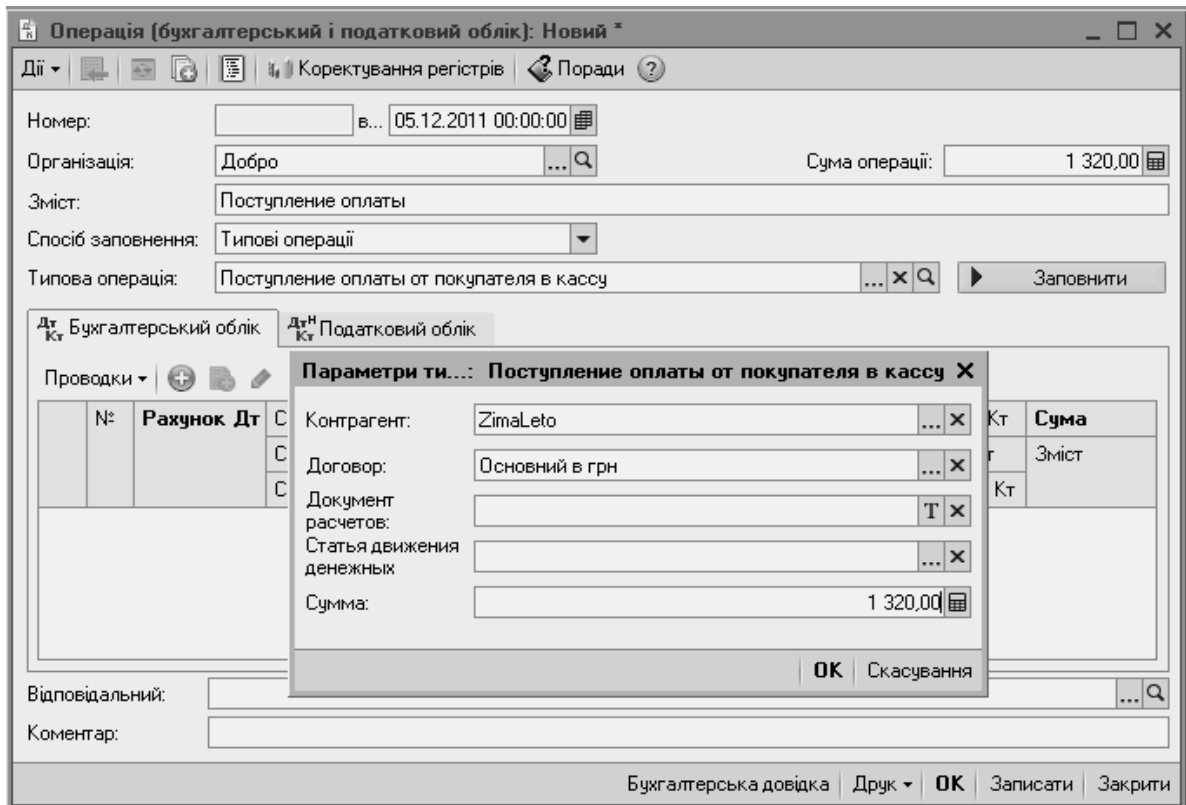 Операція (бухгалтерський і податковий облік): Новий *
Дії Коректування регістрів Поради
Номер: в... 05.12.2011 00:00:00
Організація: Добро ... Сума операції: 1 320,00
Зміст: Поступление оплаты
Спосіб заповнення: Типові операції
Типова операція: Поступление оплаты от покупателя в кассу ... Заповнити
Дт Кт Бухгалтерський облік Дт Кт Н Податковий облік
Проводки
Параметри ти...: Поступление оплаты от покупателя в кассу
№ Рахунок Дт С Кт Сума
С т Зміст
С Кт
Контрагент: ZimaLeto ...
Договор: Основний в грн ...
Документ
расчетов: T
Статья движения
денежных ...
Сумма: 1 320,00
OK Скасування
Відповідальний: ...
Коментар:
Бухгалтерська довідка Друк OK Записати Закрити